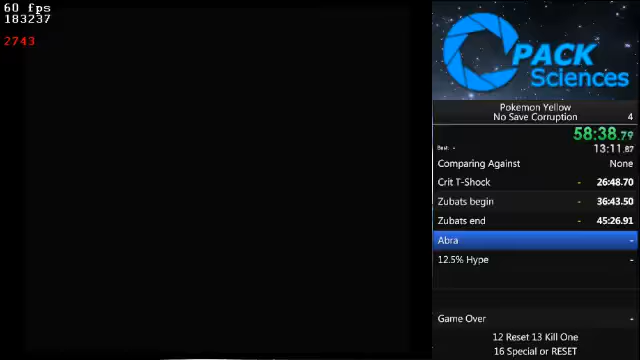 60 fps
183237
2743
PACK
Sciences
Pokemon Yellow
No Save Corruption 4
58:38.79
Best: - 13:11.87
Comparing Against None
Crit T-Shock - 26:48.70
Zubats begin - 36:43.50
Zubats end - 45:26.91
Abra -
12.5% Hype -
Game Over -
12 Reset 13 Kill One
16 Special or RESET